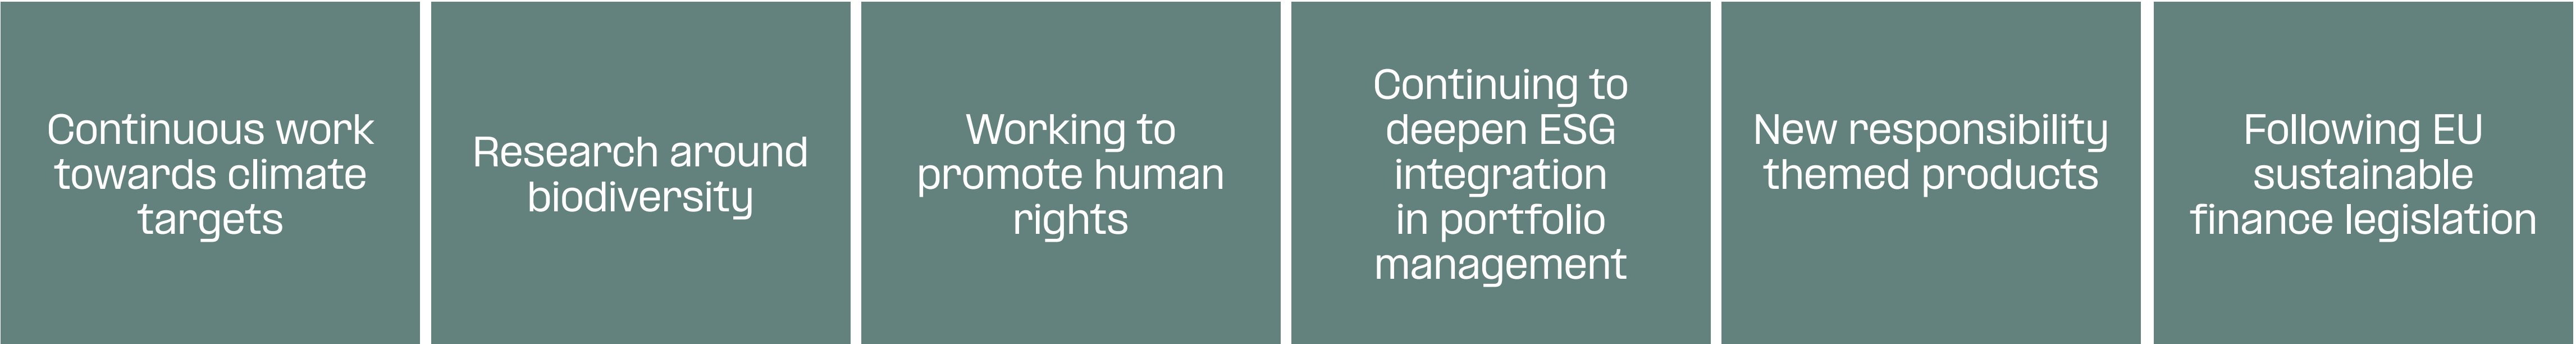 Continuous work
towards climate
targets
Research around
biodiversity
Working to
promote human
rights
Continuing to
deepen ESG
integration
in portfolio
management
New responsibility
themed products
Following EU
sustainable
finance legislation